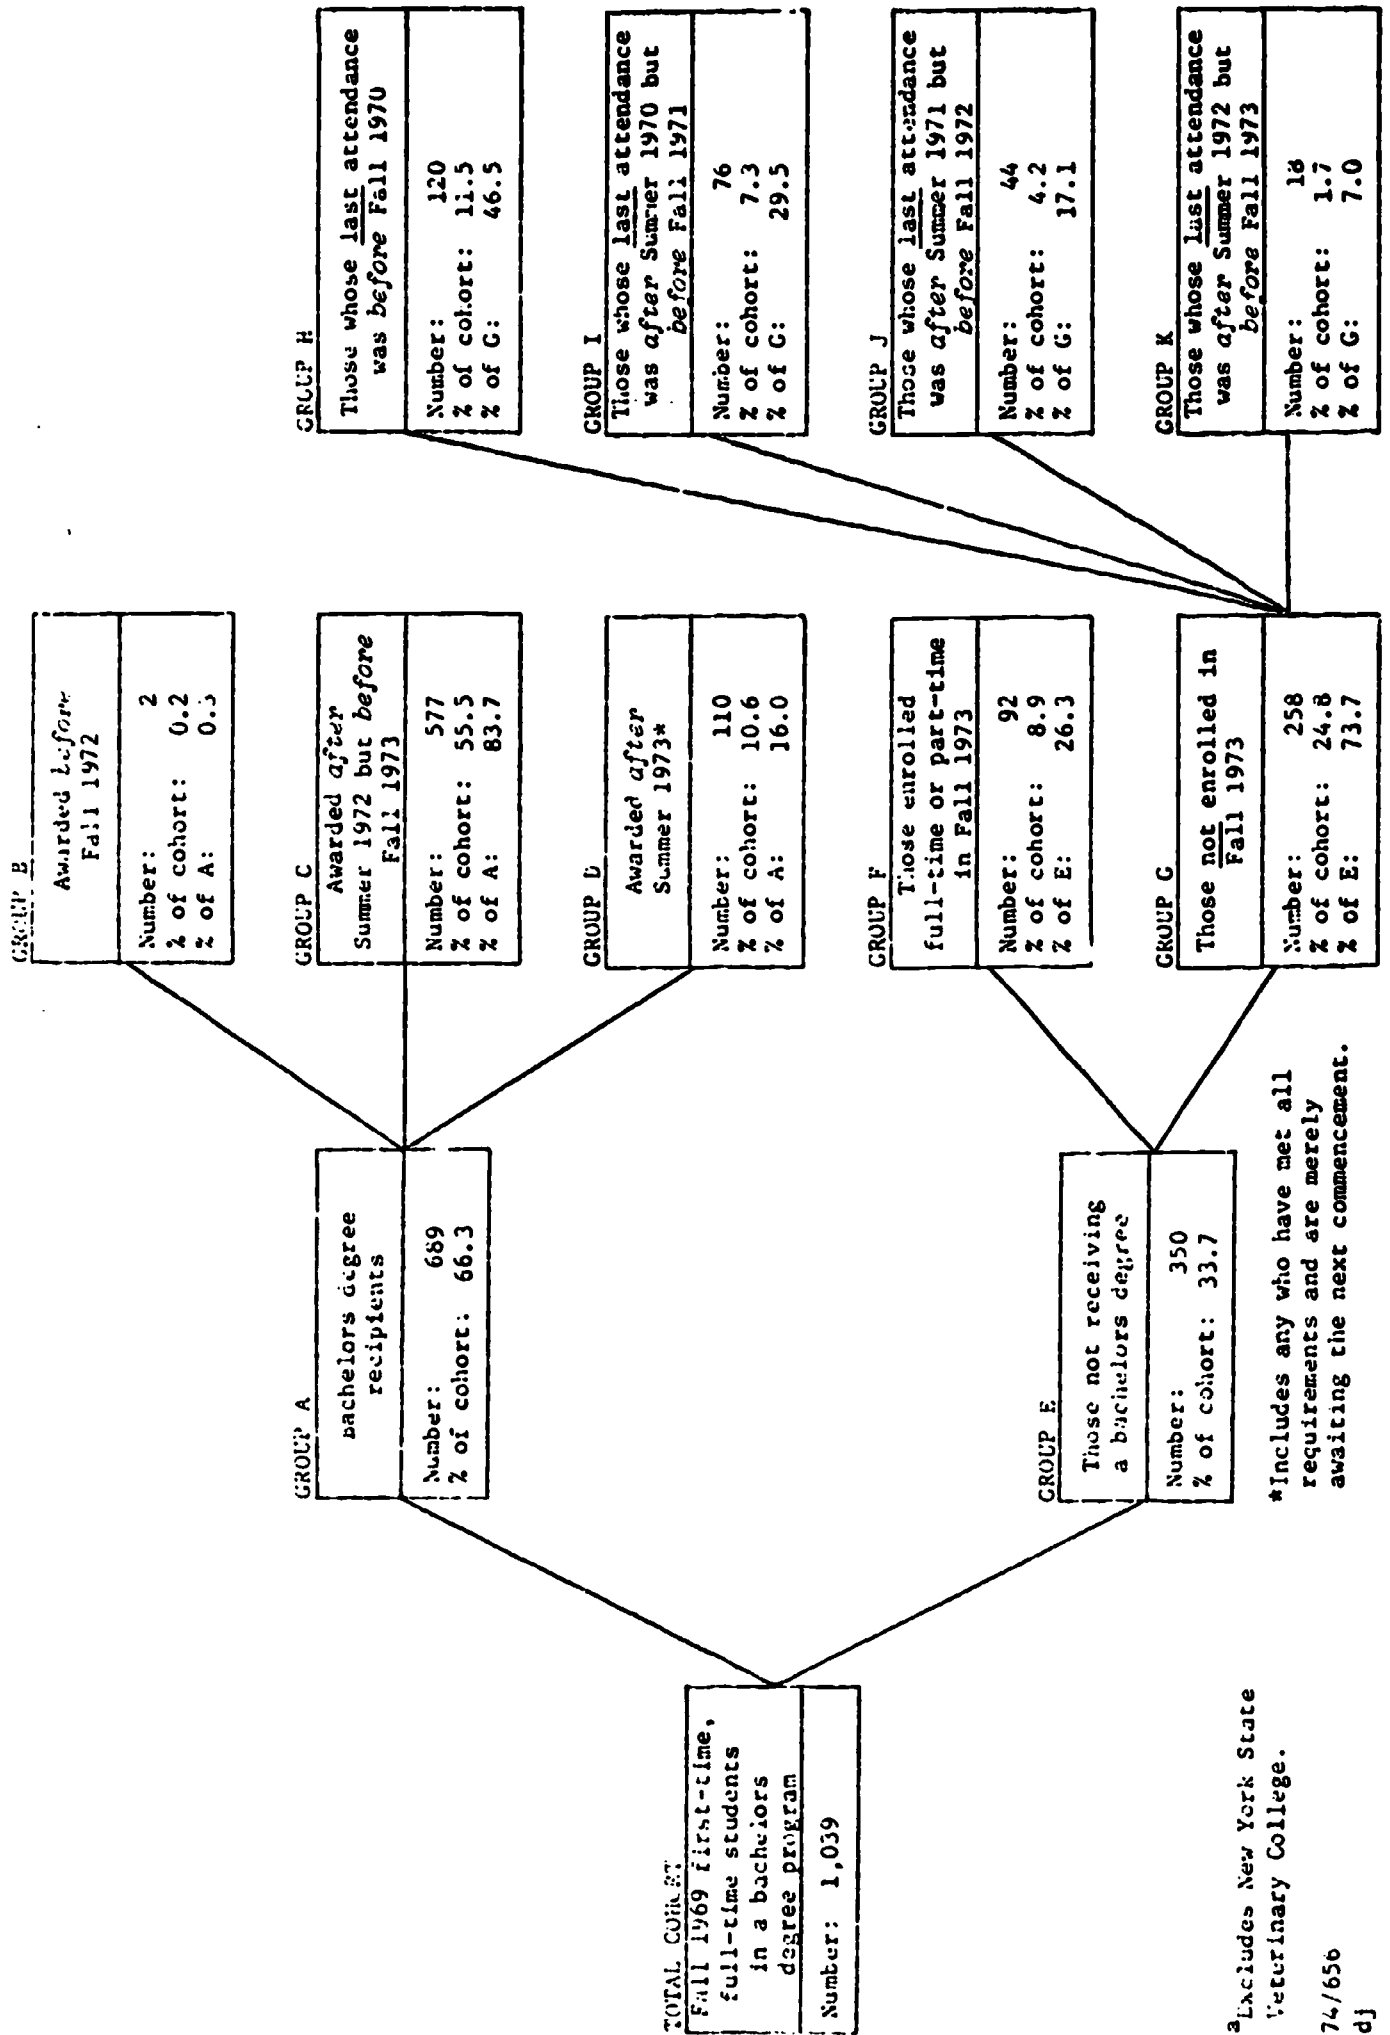 TOTAL COHORT
Fall 1969 first-time,
full-time students
in a bachelors
degree program
Number: 1,039
GROUP A
Bachelors degree
recipients
Number: 689
% of cohort: 66.3
GROUP B
Awarded before
Fall 1972
Number: 2
% of cohort: 0.2
% of A: 0.3
GROUP C
Awarded after
Summer 1972 but before
Fall 1973
Number: 577
% of cohort: 55.5
% of A: 83.7
GROUP D
Awarded after
Summer 1973*
Number: 110
% of cohort: 10.6
% of A: 16.0
GROUP E
Those not receiving
a bachelors degree
Number: 350
% of cohort: 33.7
GROUP F
Those enrolled
full-time or part-time
in Fall 1973
Number: 92
% of cohort: 8.9
% of E: 26.3
GROUP G
Those not enrolled in
Fall 1973
Number: 258
% of cohort: 24.8
% of E: 73.7
GROUP H
Those whose last attendance
was before Fall 1970
Number: 120
% of cohort: 11.5
% of G: 46.5
GROUP I
Those whose last attendance
was after Summer 1970 but
before Fall 1971
Number: 76
% of cohort: 7.3
% of G: 29.5
GROUP J
Those whose last attendance
was after Summer 1971 but
before Fall 1972
Number: 44
% of cohort: 4.2
% of G: 17.1
GROUP K
Those whose last attendance
was after Summer 1972 but
before Fall 1973
Number: 18
% of cohort: 1.7
% of G: 7.0
*Includes any who have met all
requirements and are merely
awaiting the next commencement.
aExcludes New York State
Veterinary College.
74/656
dj